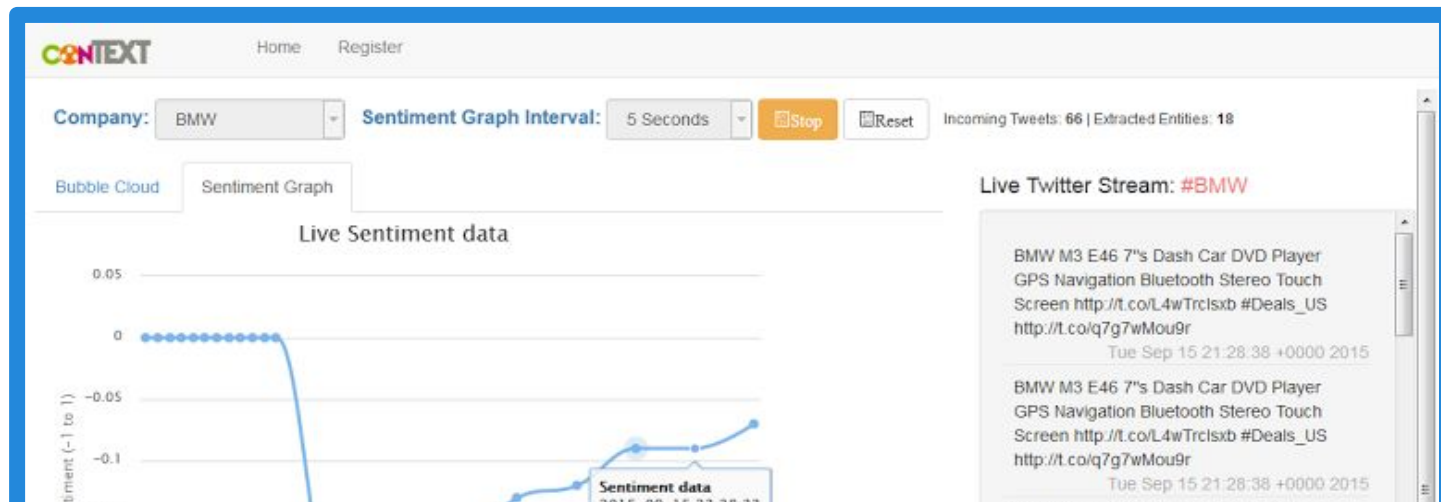 CONTEXT Home Register
Company: BMW Sentiment Graph Interval: 5 Seconds Stop Reset Incoming Tweets: 66 | Extracted Entities: 18
Bubble Cloud Sentiment Graph
Live Sentiment data
0.05
0
-0.05
-0.1
timent (-1 to 1)
Sentiment data
Live Twitter Stream: #BMW
BMW M3 E46 7"s Dash Car DVD Player
GPS Navigation Bluetooth Stereo Touch
Screen http://t.co/L4wTrclsxb #Deals_US
http://t.co/q7g7wMou9r
Tue Sep 15 21:28:38 +0000 2015
BMW M3 E46 7"s Dash Car DVD Player
GPS Navigation Bluetooth Stereo Touch
Screen http://t.co/L4wTrclsxb #Deals_US
http://t.co/q7g7wMou9r
Tue Sep 15 21:28:38 +0000 2015